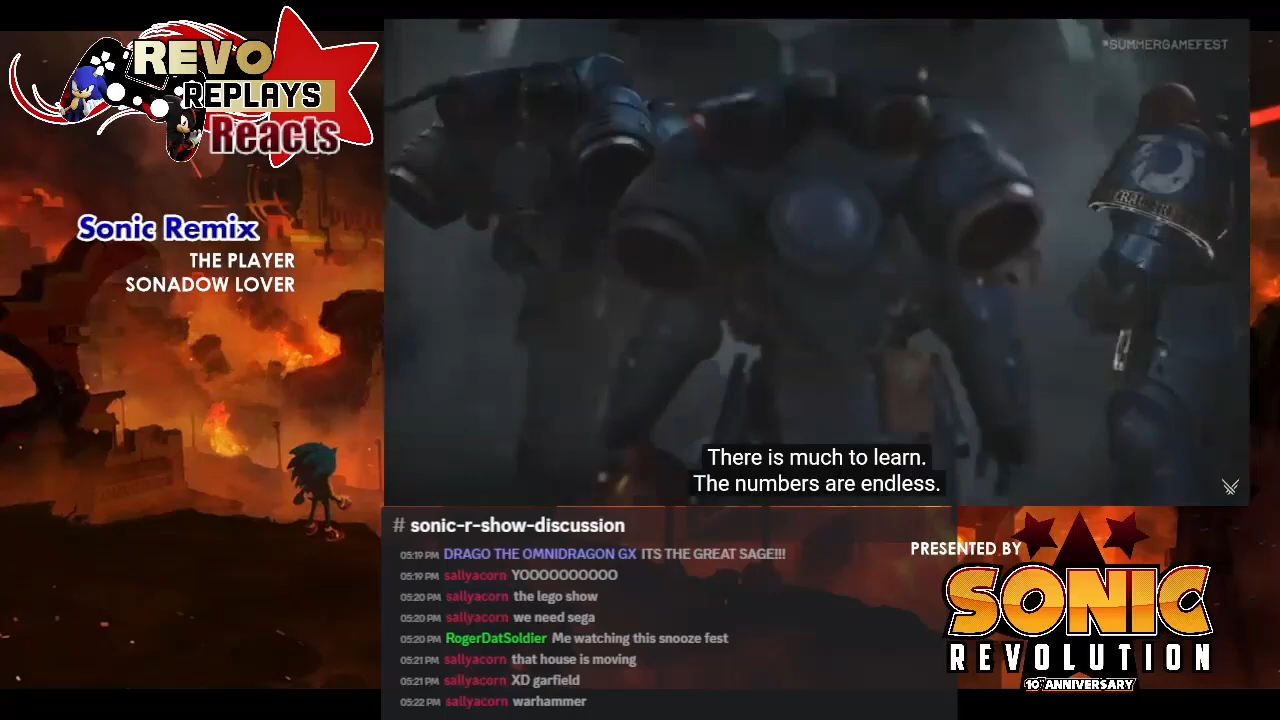 REVO
REPLAYS
Reacts
#SUMMERGAMEFEST
Sonic Remix
THE PLAYER
SONADOW LOVER
There is much to learn.
The numbers are endless.
# sonic-r-show-discussion
05:19 PM DRAGO THE OMNIDRAGON GX ITS THE GREAT SAGE!!!
05:19 PM sallyacorn YOOOOOOOOOO
05:20 PM sallyacorn the lego show
05:20 PM sallyacorn we need sega
05:20 PM RogerDatSoldier Me watching this snooze fest
05:21 PM sallyacorn that house is moving
05:21 PM sallyacorn XD garfield
05:22 PM sallyacorn warhammer
PRESENTED BY
SONIC
REVOLUTION
10TH ANNIVERSARY